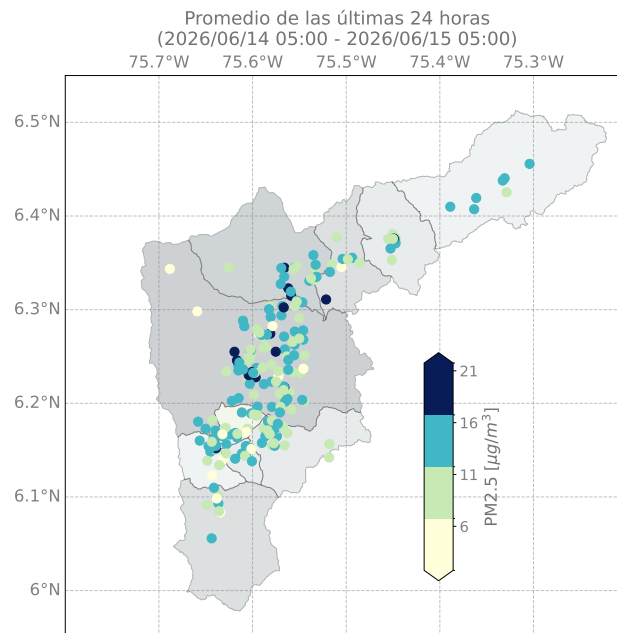 Promedio de las últimas 24 horas
(2026/06/14 05:00 - 2026/06/15 05:00)
75.7°W 75.6°W 75.5°W 75.4°W 75.3°W
6.5°N
6.4°N
6.3°N
6.2°N
6.1°N
6°N
21
16
11
6
PM2.5 [μg/m³]